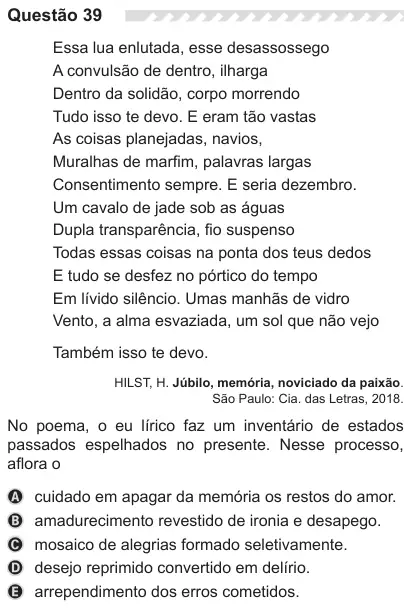 Questão 39
Essa lua enlutada, esse desassossego
A convulsão de dentro, ilharga
Dentro da solidão, corpo morrendo
Tudo isso te devo. E eram tão vastas
As coisas planejadas, navios,
Muralhas de marfim, palavras largas
Consentimento sempre. E seria dezembro.
Um cavalo de jade sob as águas
Dupla transparência, fio suspenso
Todas essas coisas na ponta dos teus dedos
E tudo se desfez no pórtico do tempo
Em lívido silêncio. Umas manhãs de vidro
Vento, a alma esvaziada, um sol que não vejo
Também isso te devo.
HILST, H. Júbilo, memória, noviciado da paixão.
São Paulo: Cia. das Letras, 2018.
No poema, o eu lírico faz um inventário de estados
passados espelhados no presente. Nesse processo,
aflora o
A cuidado em apagar da memória os restos do amor.
B amadurecimento revestido de ironia e desapego.
C mosaico de alegrias formado seletivamente.
D desejo reprimido convertido em delírio.
E arrependimento dos erros cometidos.